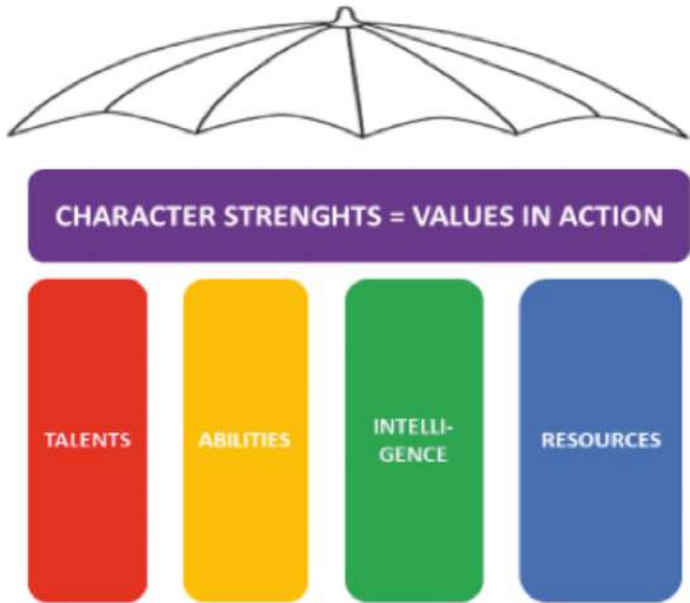 CHARACTER STRENGHTS = VALUES IN ACTION
TALENTS
ABILITIES
INTELLI-
GENCE
RESOURCES